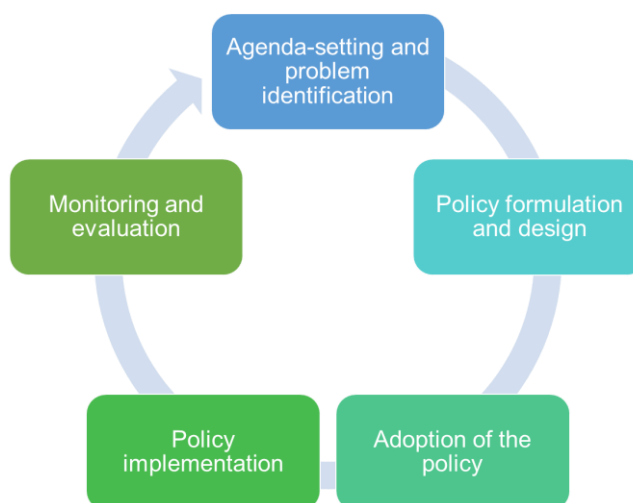 Agenda-setting and
problem
identification
Policy formulation
and design
Adoption of the
policy
Policy
implementation
Monitoring and
evaluation